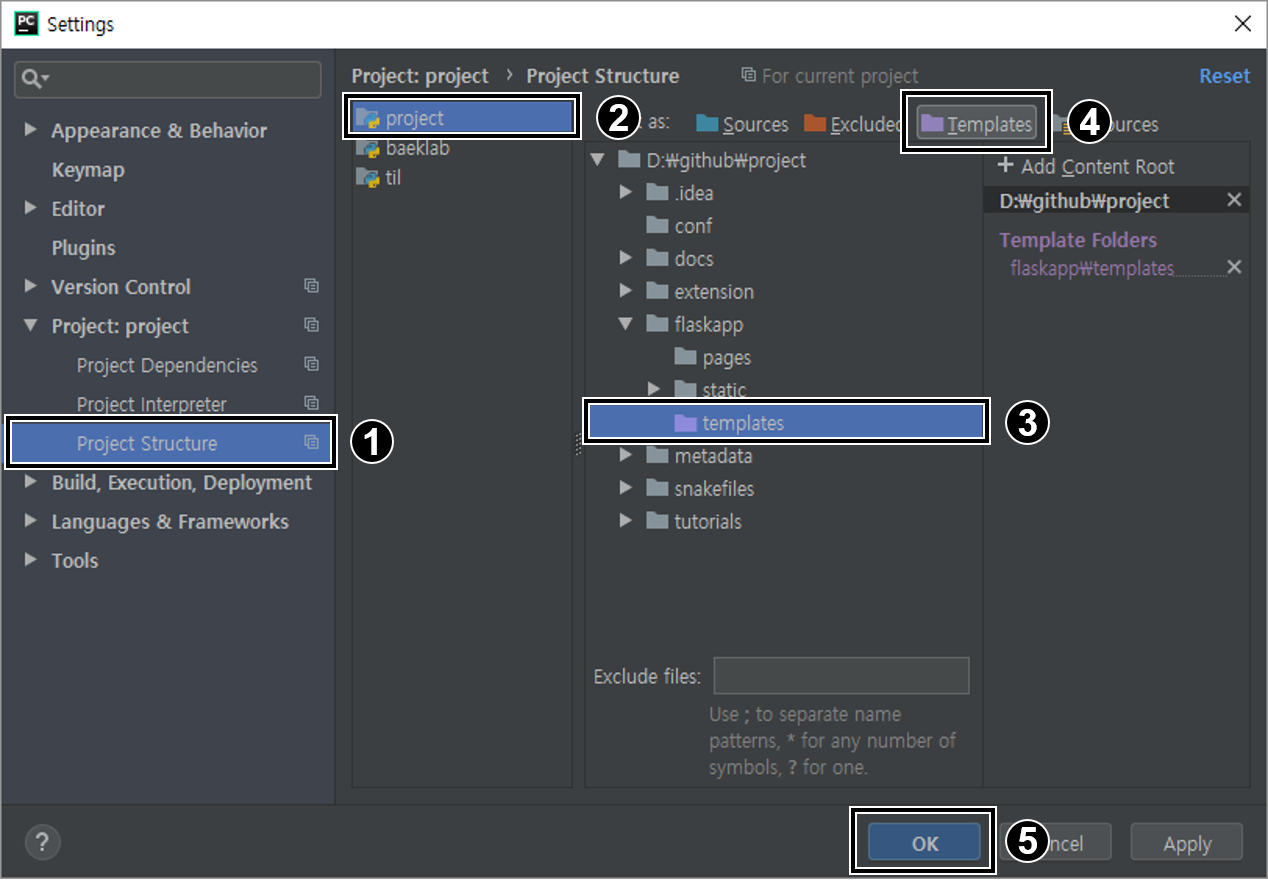 PC
Settings
Project: project › Project Structure
For current project
Reset
Appearance & Behavior
Keymap
Editor
Plugins
Version Control
Project: project
Project Dependencies
Project Interpreter
Project Structure
1
Build, Execution, Deployment
Languages & Frameworks
Tools
project
2
baeklab
til
as: Sources Excluded Templates
4
D:₩github₩project
.idea
conf
docs
extension
flaskapp
pages
static
templates
3
metadata
snakefiles
tutorials
+ Add Content Root
D:₩github₩project
Template Folders
flaskapp₩templates
Exclude files:
Use ; to separate name
patterns, * for any number of
symbols, ? for one.
?
OK
5
Apply